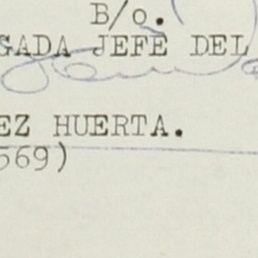 B/o.
GADA JEFE DEL
EZ HUERTA.
569)